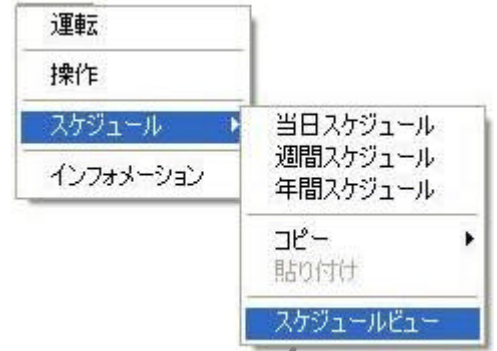 運転
操作
スケジュール
インフォメーション
当日スケジュール
週間スケジュール
年間スケジュール
コピー
貼り付け
スケジュールビュー